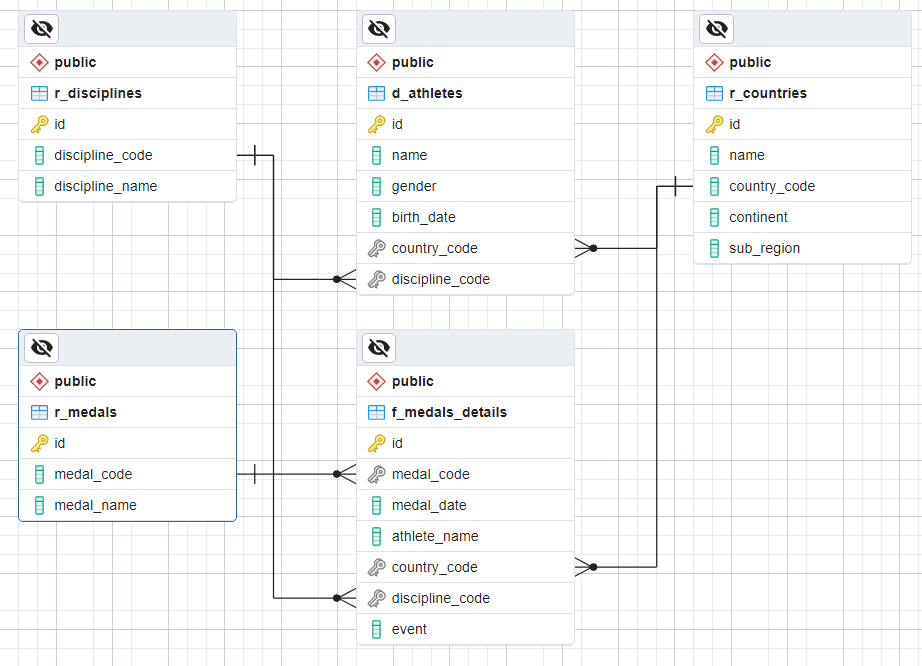 public
r_disciplines
id
discipline_code
discipline_name
public
d_athletes
id
name
gender
birth_date
country_code
discipline_code
public
r_countries
id
name
country_code
continent
sub_region
public
r_medals
id
medal_code
medal_name
public
f_medals_details
id
medal_code
medal_date
athlete_name
country_code
discipline_code
event